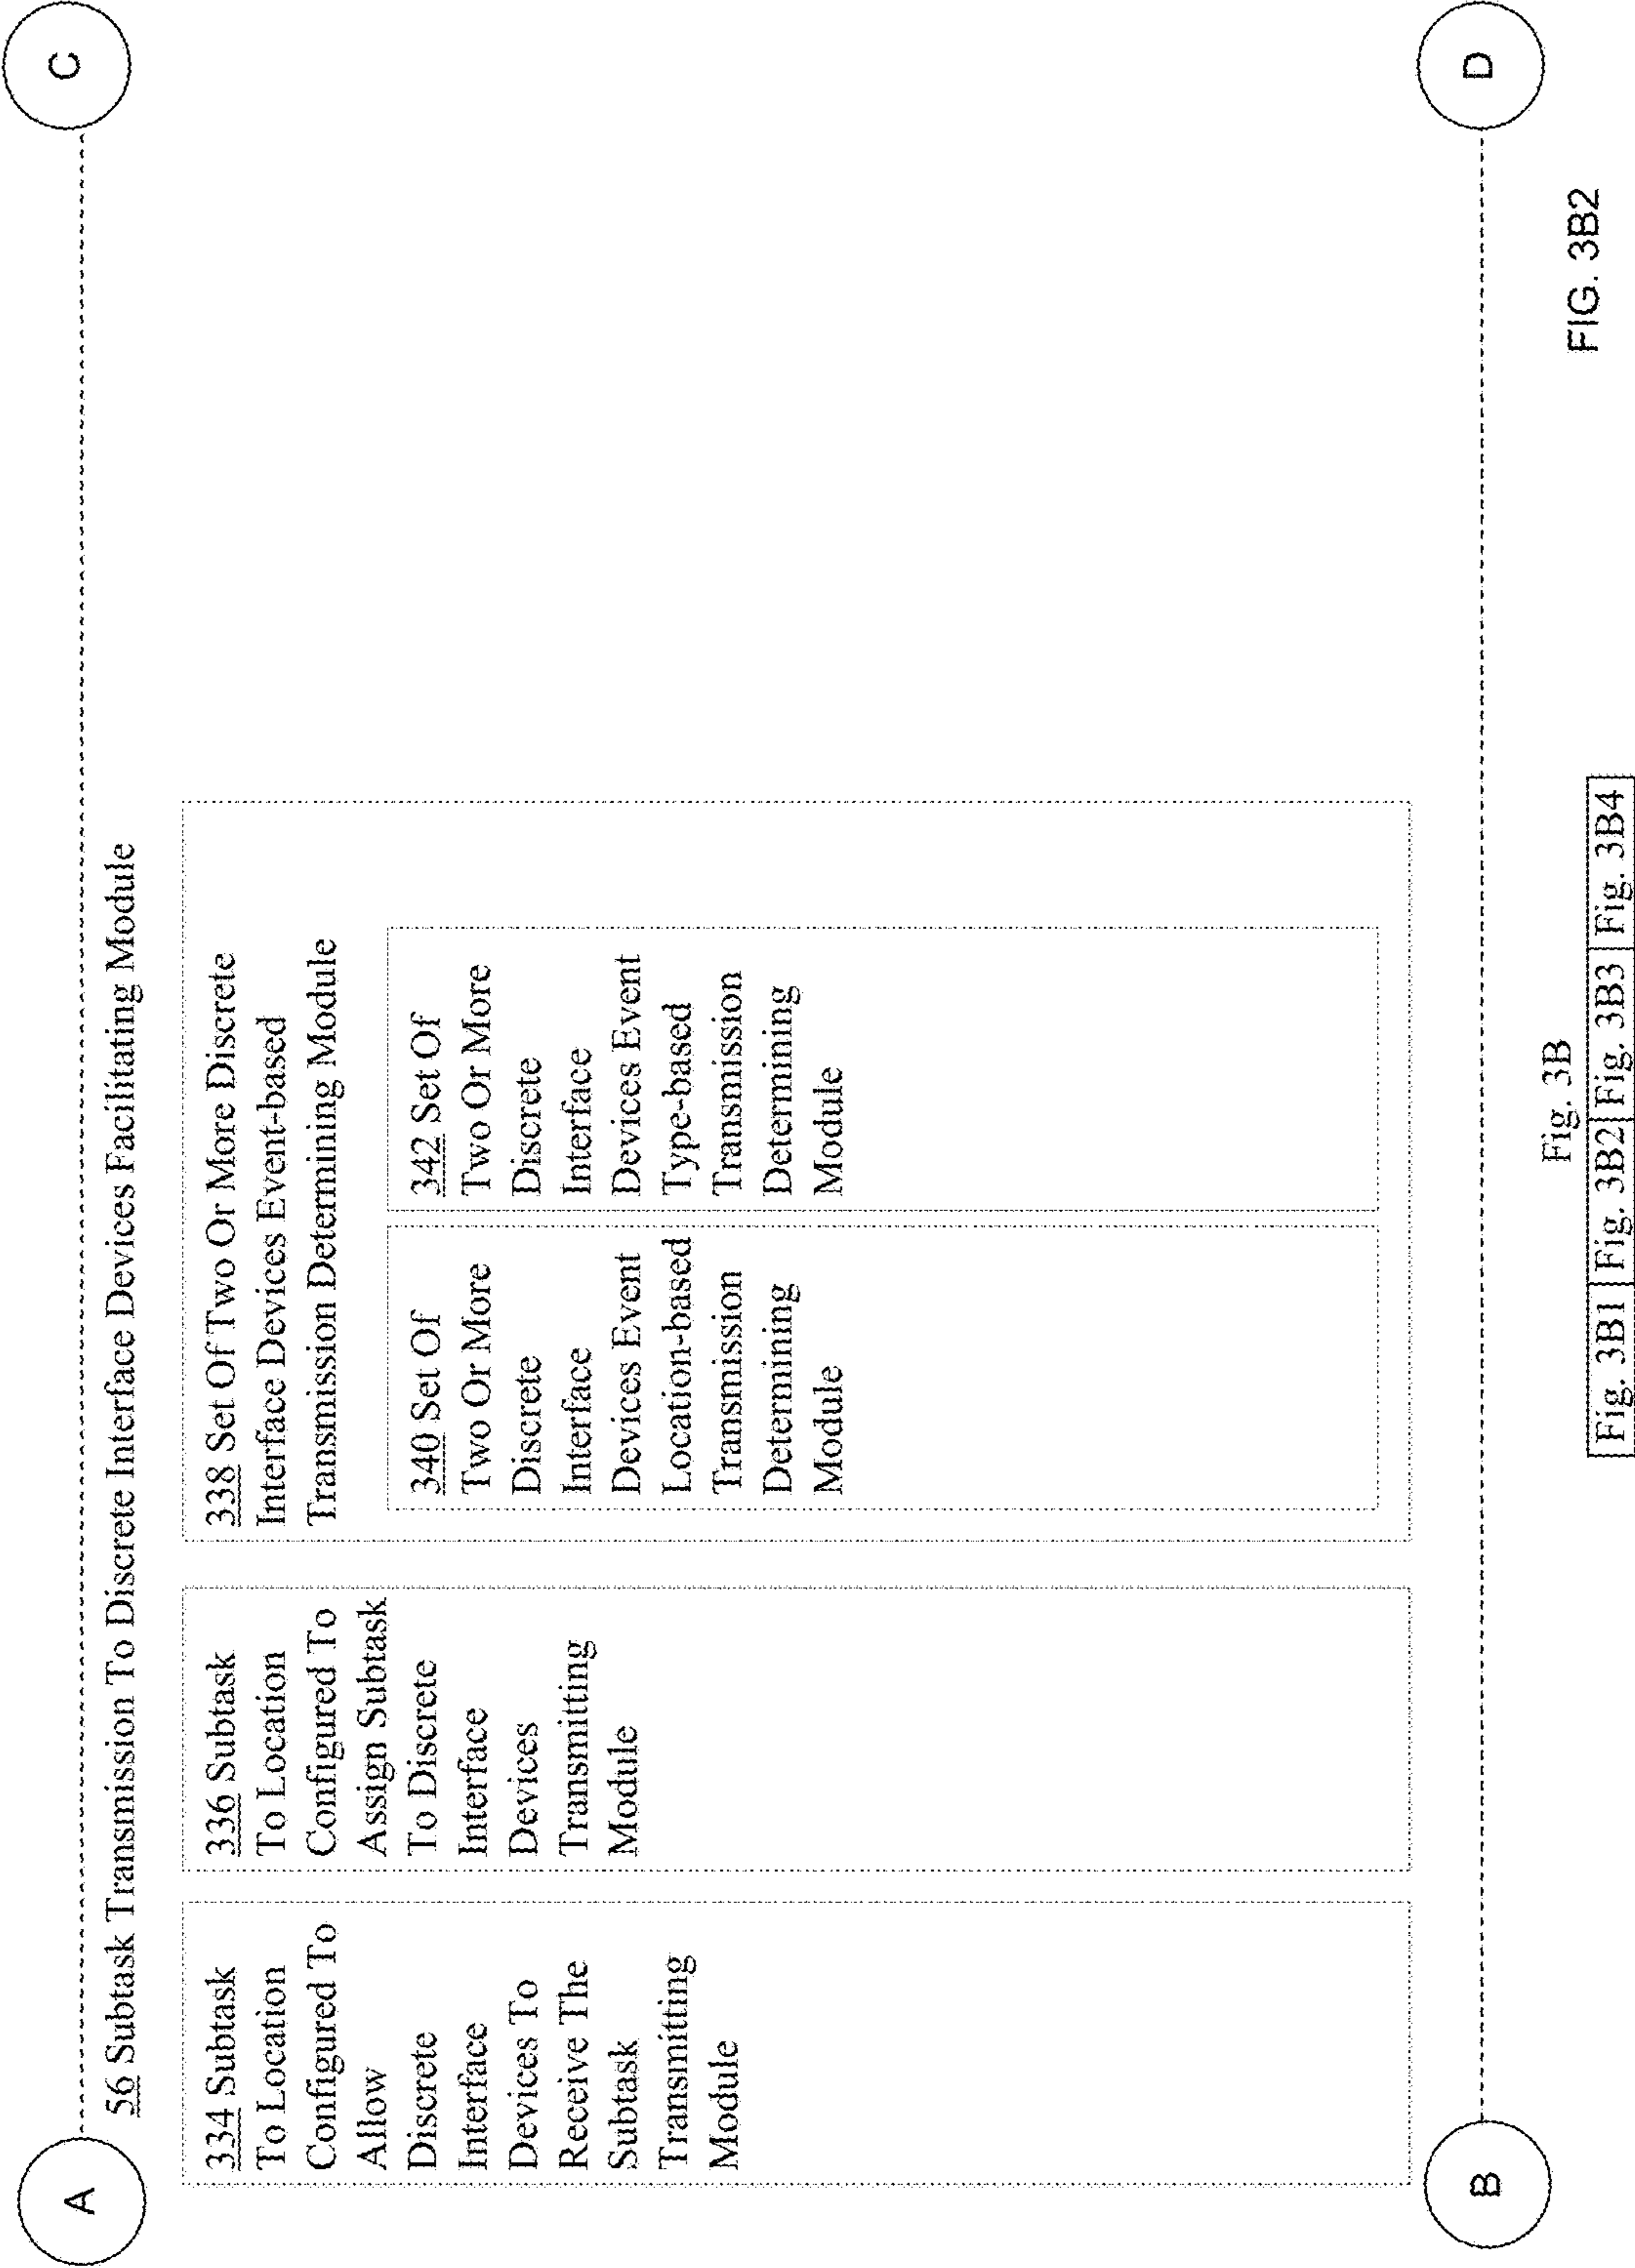 A
C
56 Subtask Transmission To Discrete Interface Devices Facilitating Module
334 Subtask
To Location
Configured To
Allow
Discrete
Interface
Devices To
Receive The
Subtask
Transmitting
Module
336 Subtask
To Location
Configured To
Assign Subtask
To Discrete
Interface
Devices
Transmitting
Module
338 Set Of Two Or More Discrete
Interface Devices Event-based
Transmission Determining Module
340 Set Of
Two Or More
Discrete
Interface
Devices Event
Location-based
Transmission
Determining
Module
342 Set Of
Two Or More
Discrete
Interface
Devices Event
Type-based
Transmission
Determining
Module
B
D
Fig. 3B
Fig. 3B1 Fig. 3B2 Fig. 3B3 Fig. 3B4
FIG. 3B2